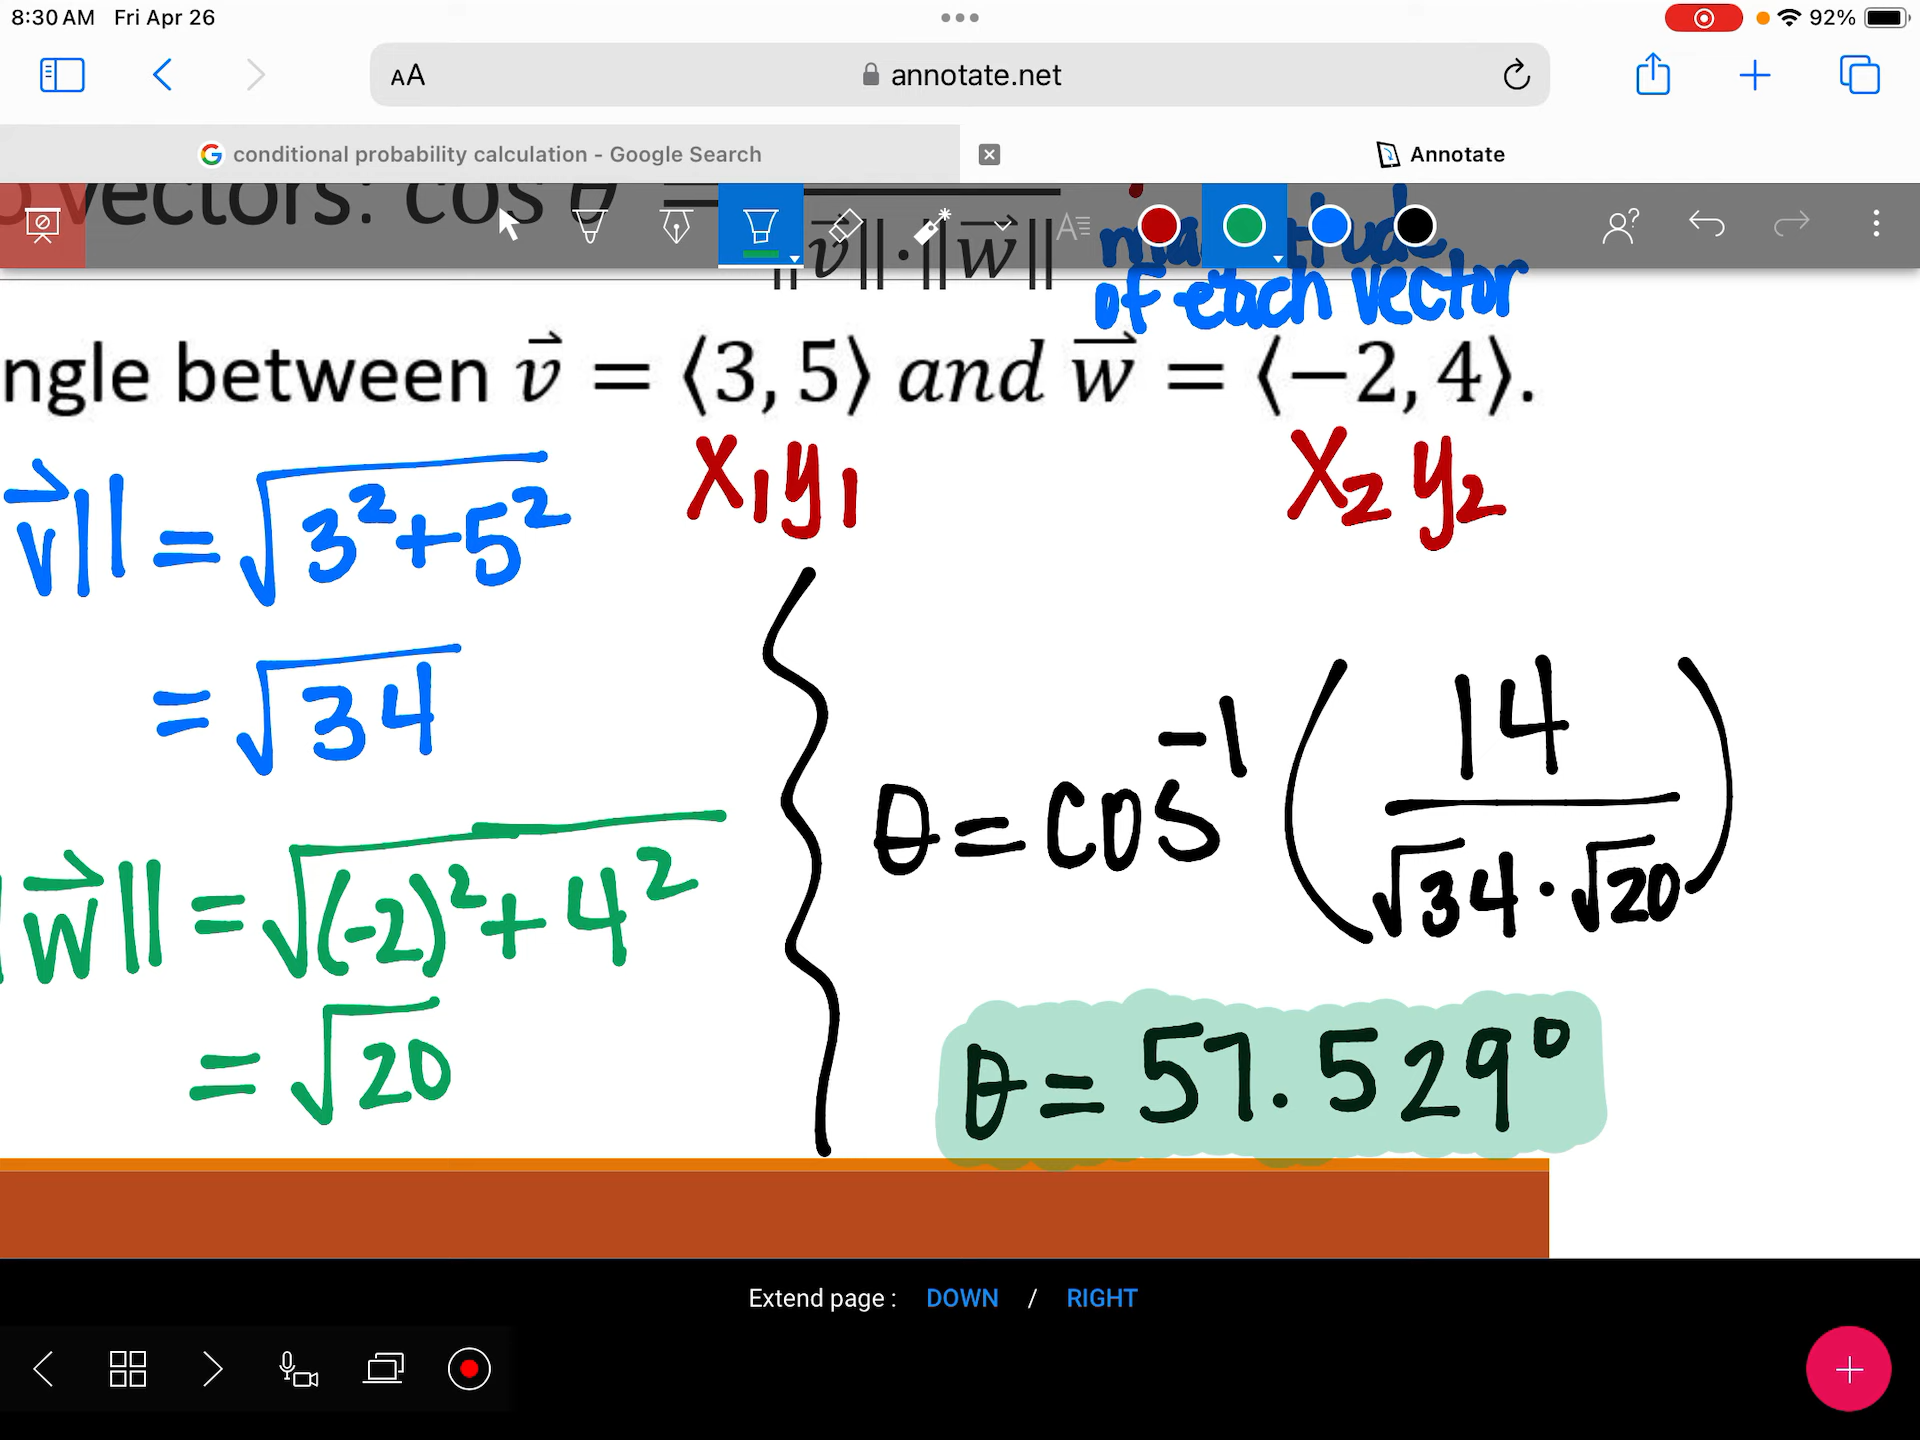 8:30 AM Fri Apr 26 92%
AA annotate.net
conditional probability calculation - Google Search Annotate
vectors: cos θ =
‖v⃗‖·‖w⃗‖
of each vector
ngle between v⃗ = ⟨3, 5⟩ and w⃗ = ⟨−2, 4⟩.
x₁y₁ x₂ y₂
v⃗‖ = √(3²+5²)
= √34
‖w⃗‖ = √((-2)²+4²)
= √20
θ = cos⁻¹ (14 / (√34 · √20))
θ = 57.529°
Extend page : DOWN / RIGHT